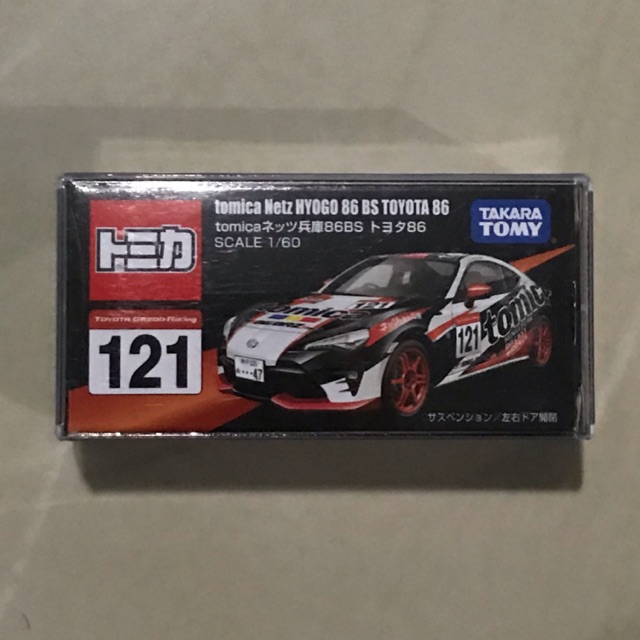 tomica Netz HYOGO 86 BS TOYOTA 86
tomicaネッツ兵庫86BS トヨタ86
SCALE 1/60
トミカ
TAKARA
TOMY
TOYOTA GAZOO Racing
121
121
tomica
47
サスペンション／左右ドア開閉